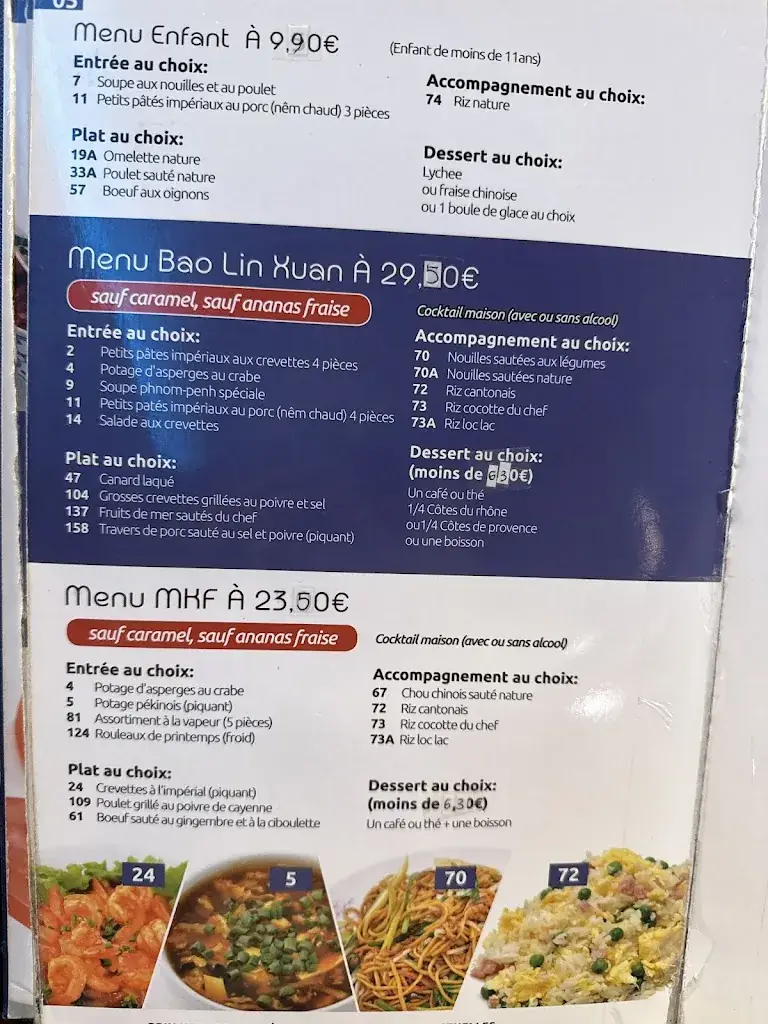 05
Menu Enfant À 9,90€
(Enfant de moins de 11ans)
Entrée au choix:
7 Soupe aux nouilles et au poulet
11 Petits pâtés impériaux au porc (nêm chaud) 3 pièces
Accompagnement au choix:
74 Riz nature
Plat au choix:
19A Omelette nature
33A Poulet sauté nature
57 Boeuf aux oignons
Dessert au choix:
Lychee
ou fraise chinoise
ou 1 boule de glace au choix
Menu Bao Lin Xuan À 29,50€
sauf caramel, sauf ananas fraise
Cocktail maison (avec ou sans alcool)
Entrée au choix:
2 Petits pâtes impériaux aux crevettes 4 pièces
4 Potage d'asperges au crabe
9 Soupe phnom-penh spéciale
11 Petits patés impériaux au porc (nêm chaud) 4 pièces
14 Salade aux crevettes
Accompagnement au choix:
70 Nouilles sautées aux légumes
70A Nouilles sautées nature
72 Riz cantonais
73 Riz cocotte du chef
73A Riz loc lac
Plat au choix:
47 Canard laqué
104 Grosses crevettes grillées au poivre et sel
137 Fruits de mer sautés du chef
158 Travers de porc sauté au sel et poivre (piquant)
Dessert au choix:
(moins de 6,30€)
Un café ou thé
1/4 Côtes du rhône
ou1/4 Côtes de provence
ou une boisson
Menu MKF À 23,50€
sauf caramel, sauf ananas fraise
Cocktail maison (avec ou sans alcool)
Entrée au choix:
4 Potage d'asperges au crabe
5 Potage pékinois (piquant)
81 Assortiment à la vapeur (5 pièces)
124 Rouleaux de printemps (froid)
Accompagnement au choix:
67 Chou chinois sauté nature
72 Riz cantonais
73 Riz cocotte du chef
73A Riz loc lac
Plat au choix:
24 Crevettes à l'impérial (piquant)
109 Poulet grillé au poivre de cayenne
61 Boeuf sauté au gingembre et à la ciboulette
Dessert au choix:
(moins de 6,30€)
Un café ou thé + une boisson
24
5
70
72